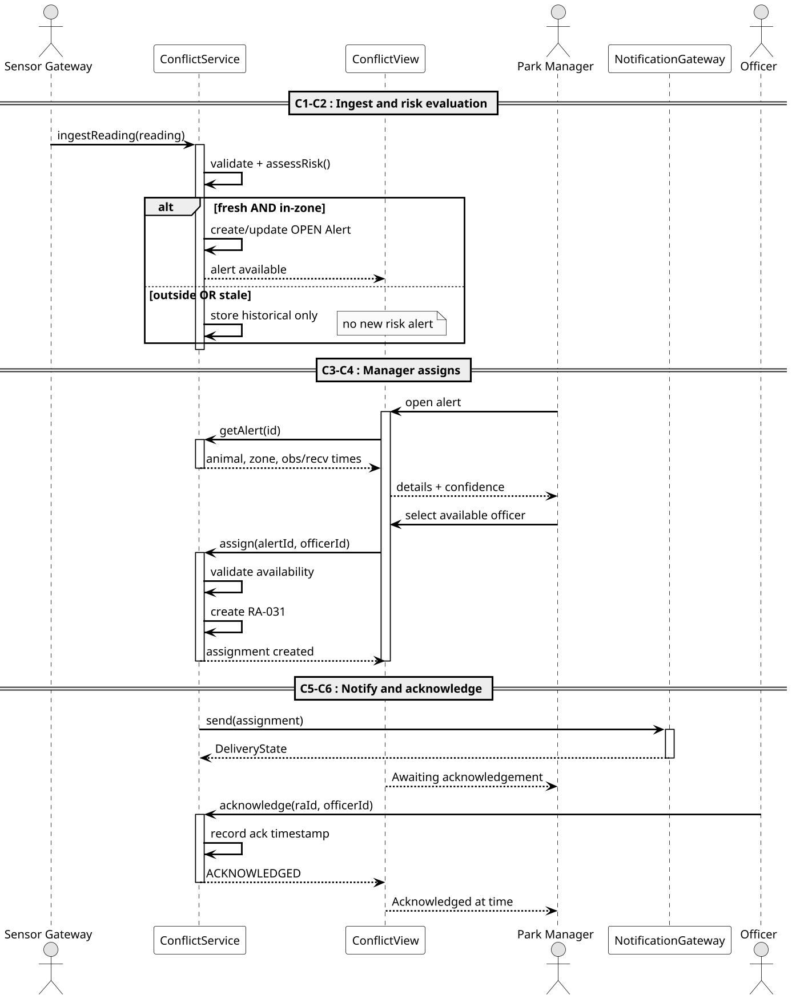 Sensor Gateway
ConflictService
ConflictView
Park Manager
NotificationGateway
Officer
C1-C2 : Ingest and risk evaluation
ingestReading(reading)
validate + assessRisk()
alt
[fresh AND in-zone]
create/update OPEN Alert
alert available
[outside OR stale]
store historical only
no new risk alert
C3-C4 : Manager assigns
open alert
getAlert(id)
animal, zone, obs/recv times
details + confidence
select available officer
assign(alertId, officerId)
validate availability
create RA-031
assignment created
C5-C6 : Notify and acknowledge
send(assignment)
DeliveryState
Awaiting acknowledgement
acknowledge(raId, officerId)
record ack timestamp
ACKNOWLEDGED
Acknowledged at time
Sensor Gateway
ConflictService
ConflictView
Park Manager
NotificationGateway
Officer